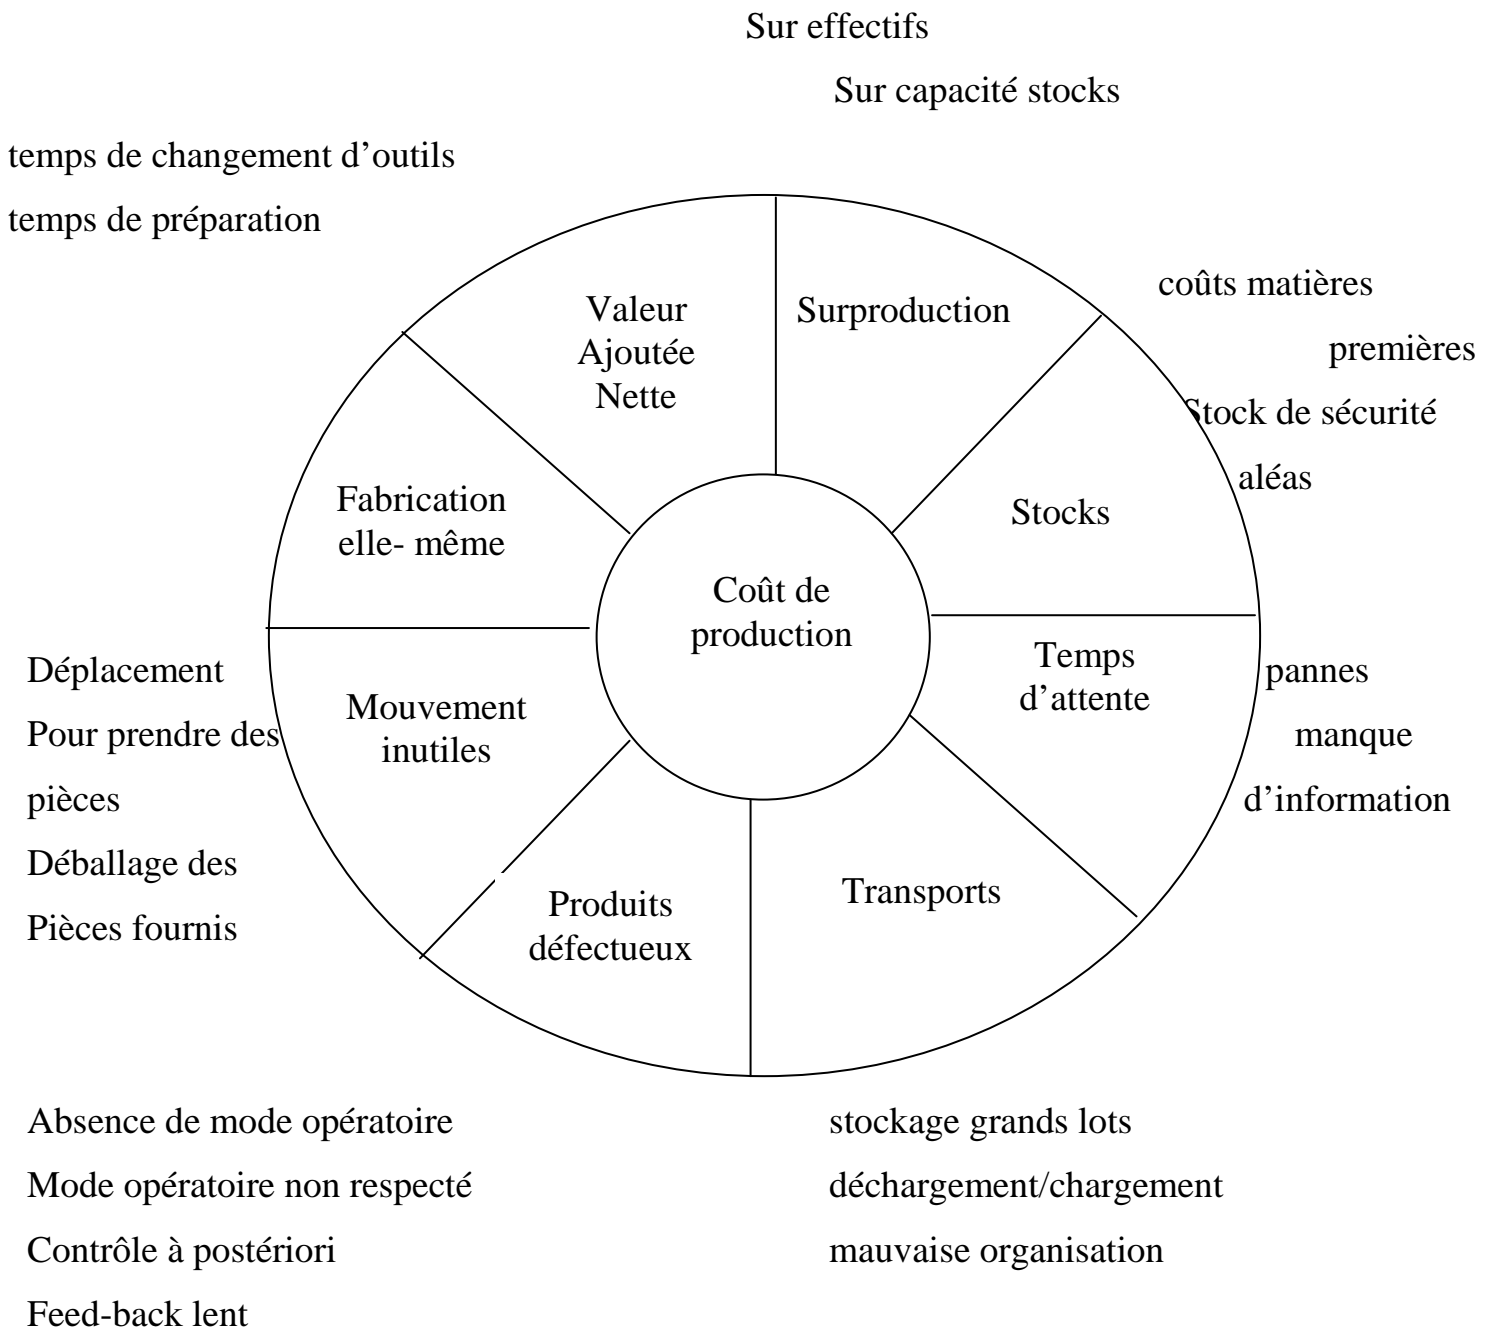 Sur effectifs
Sur capacité stocks
temps de changement d’outils
temps de préparation
coûts matières
premières
Stock de sécurité
aléas
Valeur
Ajoutée
Nette
Surproduction
Fabrication
elle- même
Stocks
Coût de
production
Temps
d’attente
Mouvement
inutiles
Déplacement
Pour prendre des
pièces
Déballage des
Pièces fournis
pannes
manque
d’information
Produits
défectueux
Transports
Absence de mode opératoire
Mode opératoire non respecté
Contrôle à postériori
Feed-back lent
stockage grands lots
déchargement/chargement
mauvaise organisation